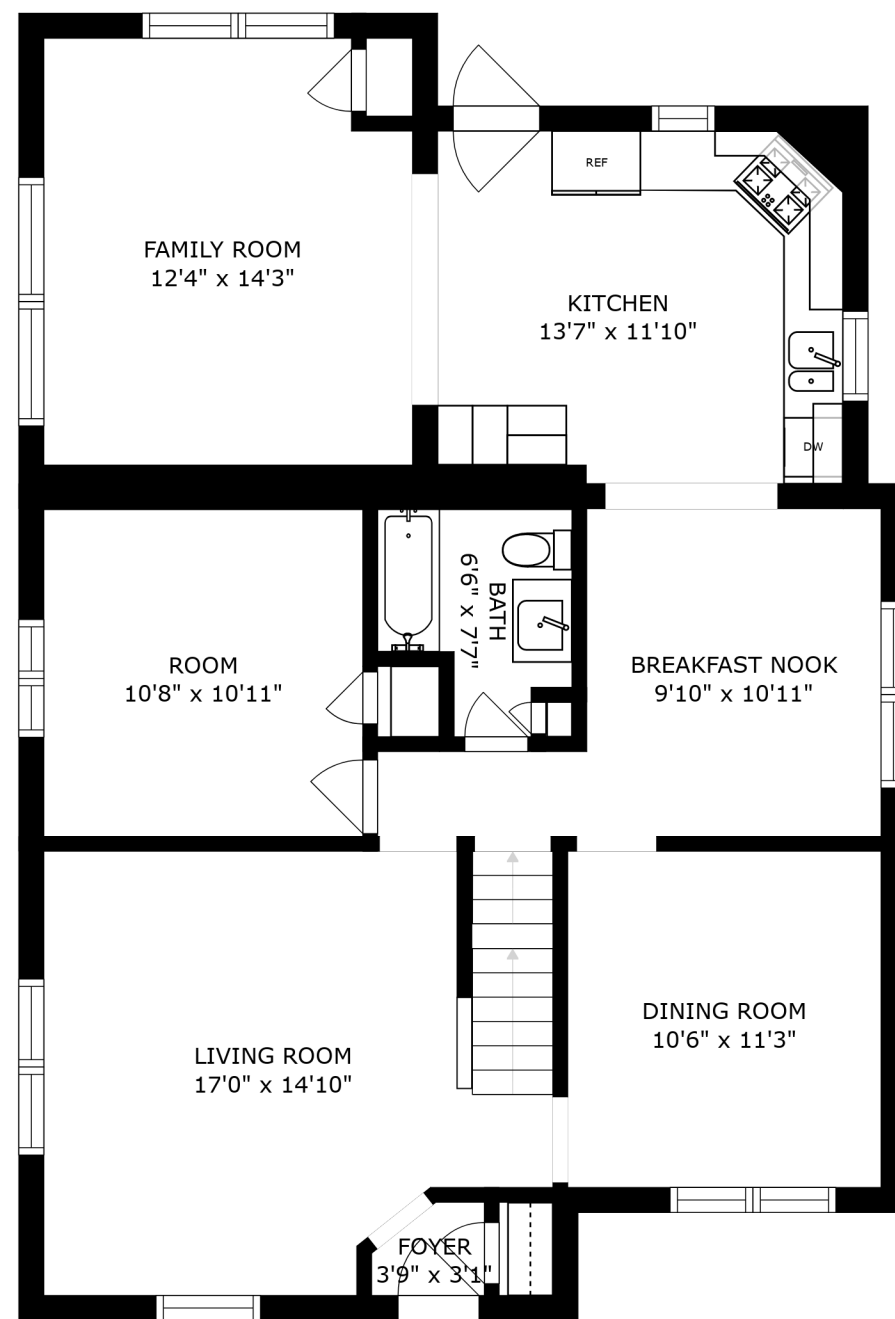 REF
FAMILY ROOM
12'4" x 14'3"
KITCHEN
13'7" x 11'10"
DW
BATH
6'6" x 7'7"
ROOM
10'8" x 10'11"
BREAKFAST NOOK
9'10" x 10'11"
DINING ROOM
10'6" x 11'3"
LIVING ROOM
17'0" x 14'10"
FOYER
3'9" x 3'1"